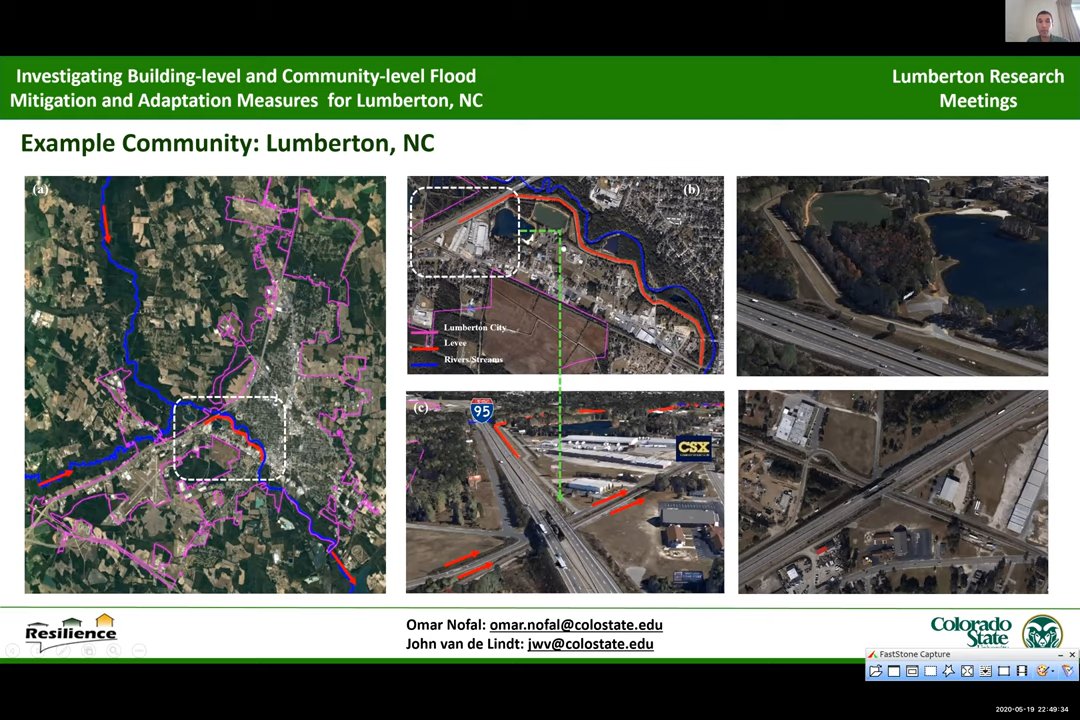 Investigating Building-level and Community-level Flood
Mitigation and Adaptation Measures for Lumberton, NC
Lumberton Research
Meetings
Example Community: Lumberton, NC
(a)
(b)
Lumberton City
Levee
Rivers/Streams
(c)
95
CSX
Resilience
Omar Nofal: omar.nofal@colostate.edu
John van de Lindt: jwv@colostate.edu
Colorado
State
FastStone Capture
2020-05-19 22:49:34